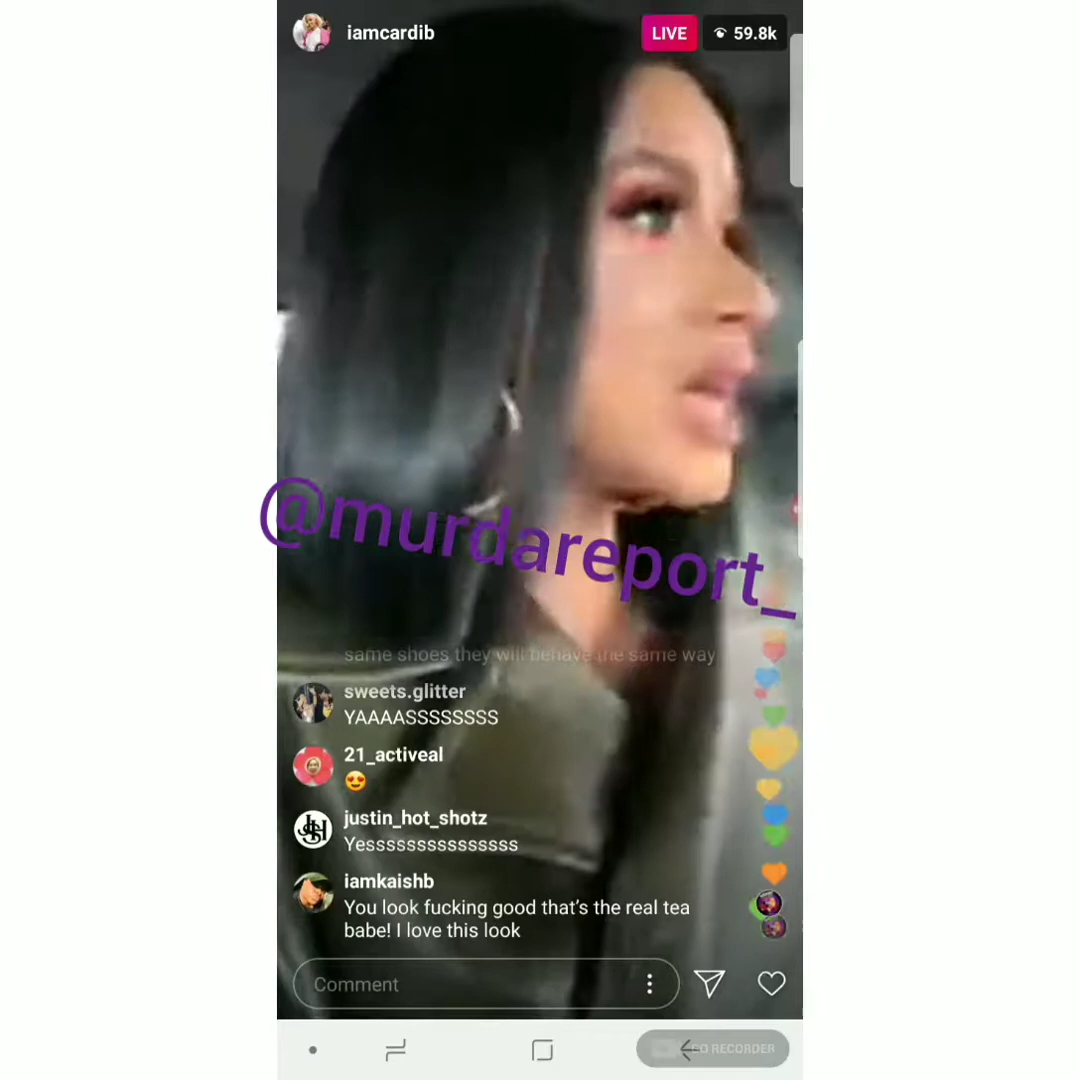 iamcardib
LIVE
59.8k
@murdareport_
same shoes they will behave the same way
sweets.glitter
YAAAASSSSSSSS
21_activeal
😍
justin_hot_shotz
Yesssssssssssssss
iamkaishb
You look fucking good that’s the real tea
babe! I love this look
Comment
RECORDER